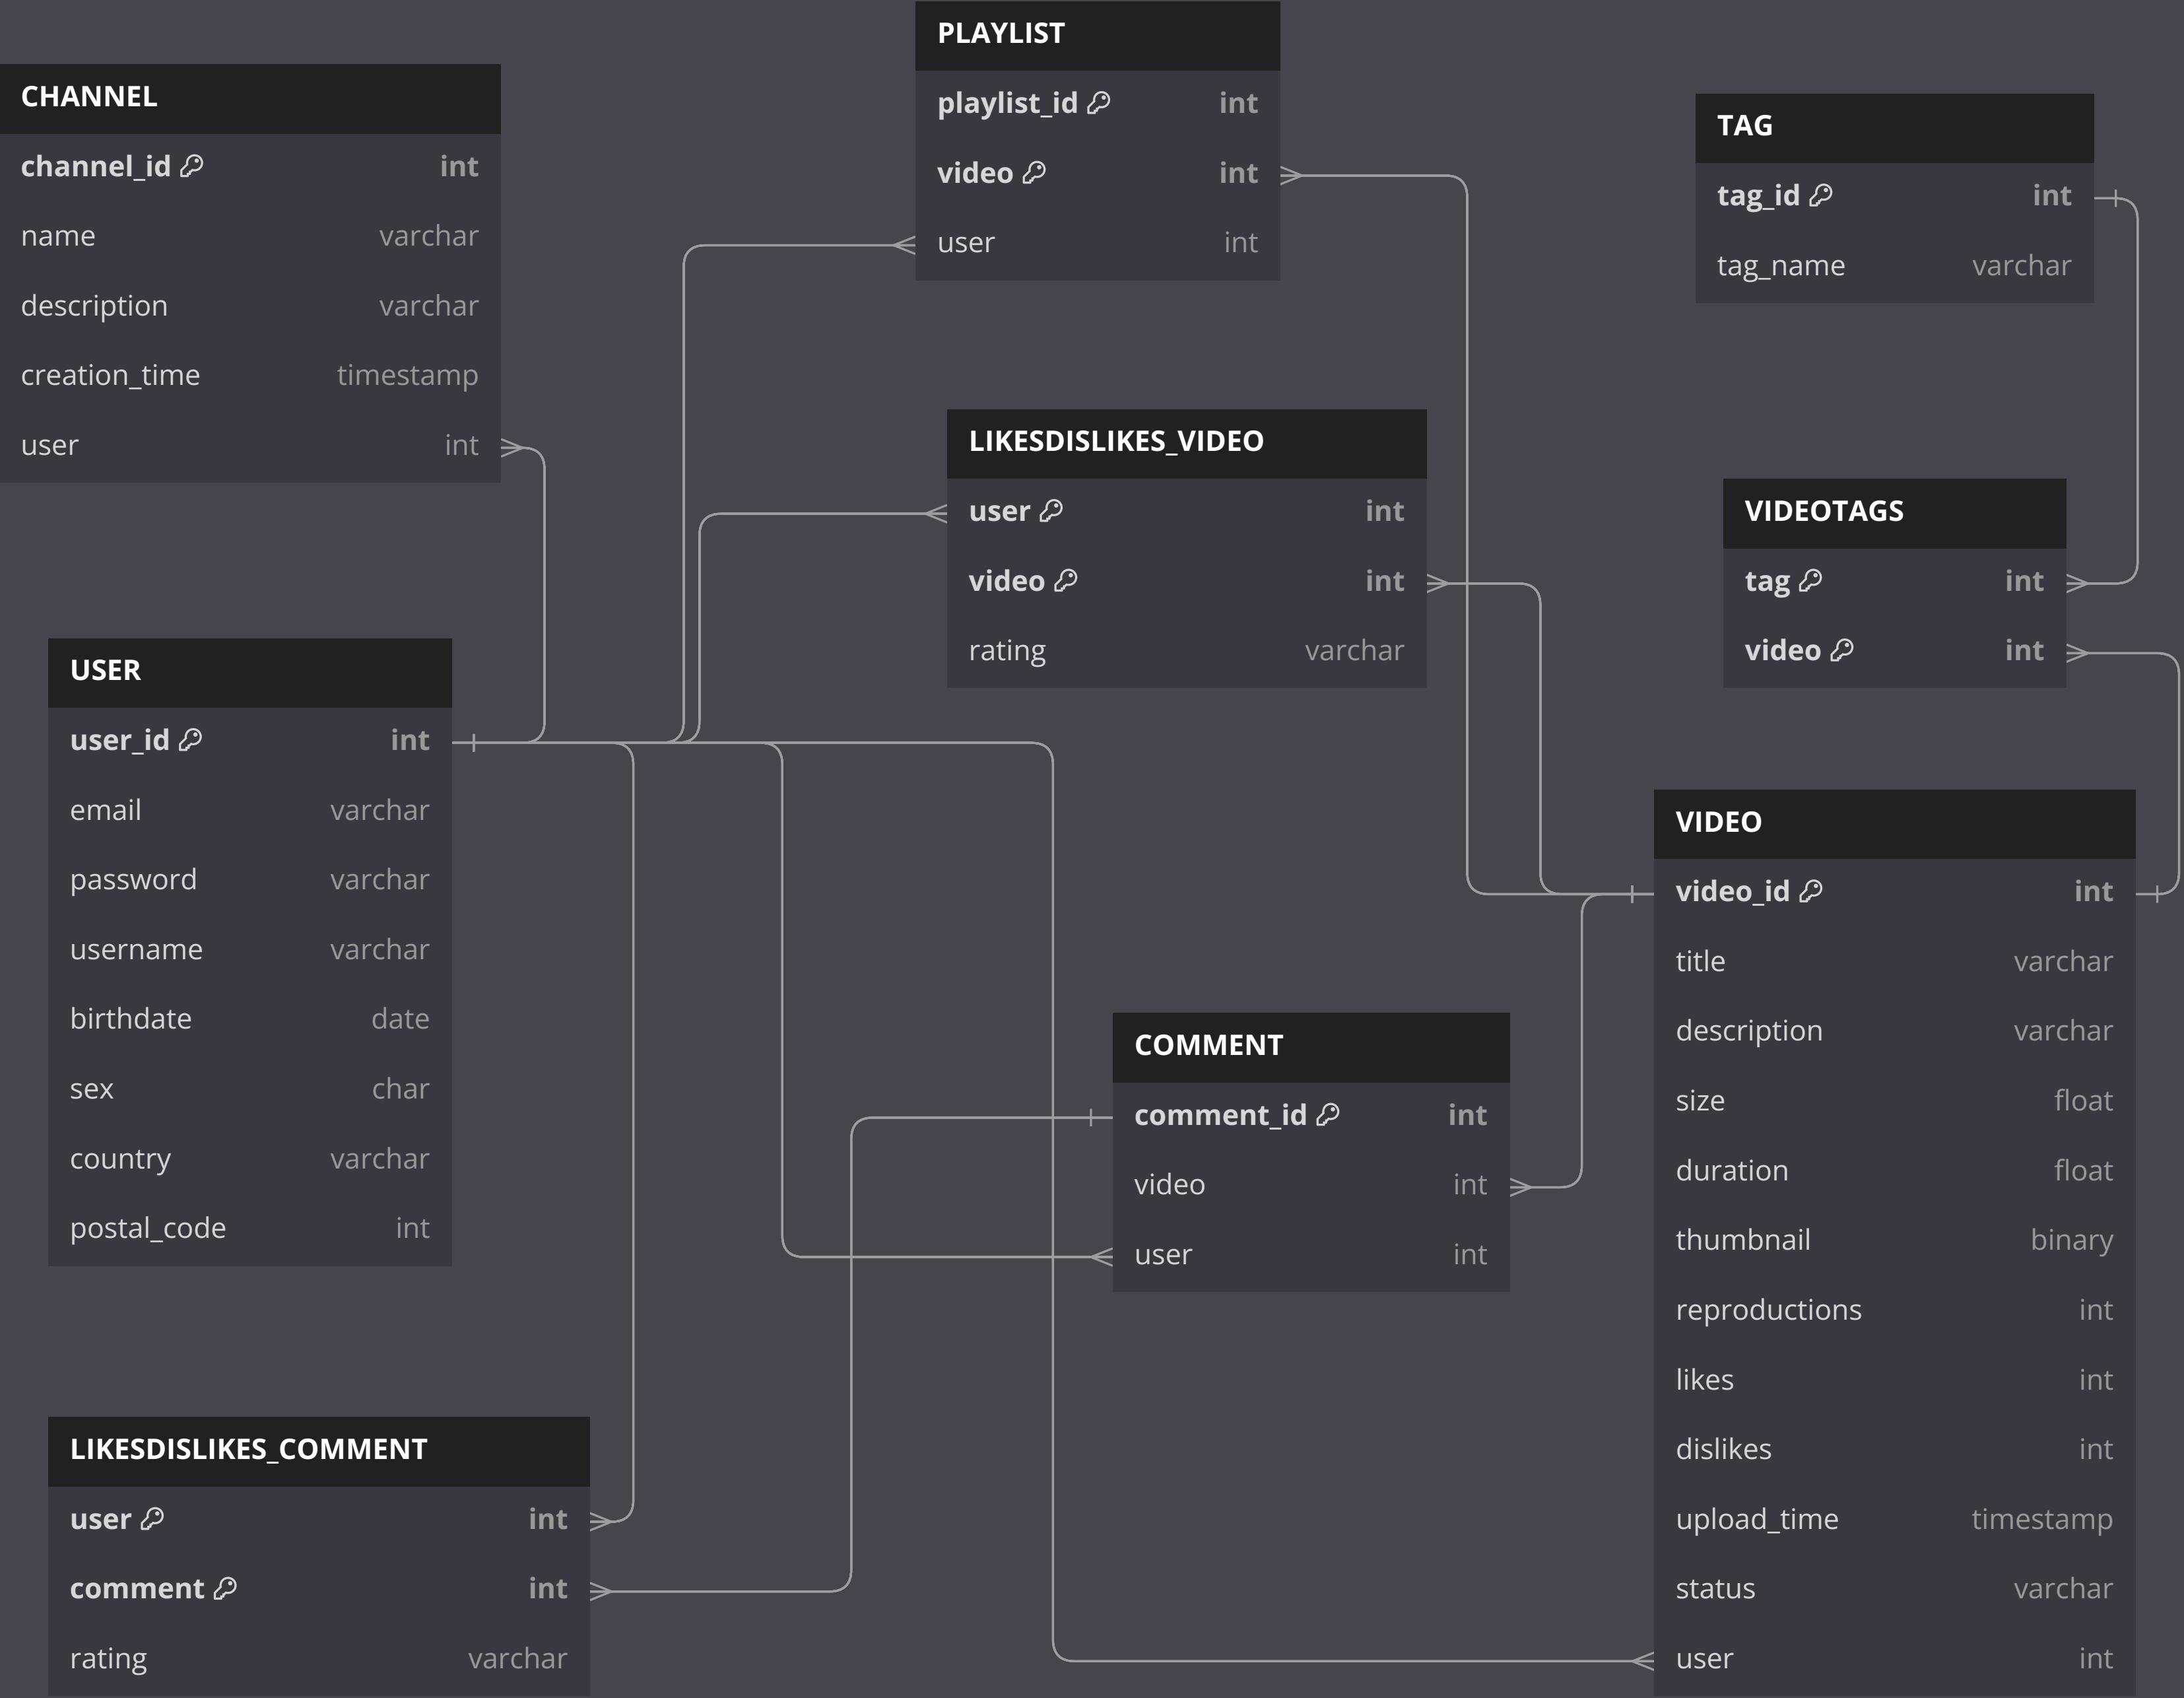 PLAYLIST
playlist_id int
video int
user int
CHANNEL
channel_id int
name varchar
description varchar
creation_time timestamp
user int
TAG
tag_id int
tag_name varchar
LIKESDISLIKES_VIDEO
user int
video int
rating varchar
VIDEOTAGS
tag int
video int
USER
user_id int
email varchar
password varchar
username varchar
birthdate date
sex char
country varchar
postal_code int
VIDEO
video_id int
title varchar
description varchar
size float
duration float
thumbnail binary
reproductions int
likes int
dislikes int
upload_time timestamp
status varchar
user int
COMMENT
comment_id int
video int
user int
LIKESDISLIKES_COMMENT
user int
comment int
rating varchar